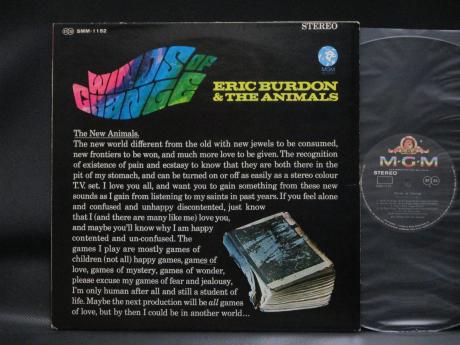 SMM-1152
STEREO
WINDS OF
CHANGE
MGM
ERIC BURDON
& THE ANIMALS
The New Animals.
The new world different from the old with new jewels to be consumed,
new frontiers to be won, and much more love to be given. The recognition
of existence of pain and ecstasy to know that they are both there in the
pit of my stomach, and can be turned on or off as easily as a stereo colour
T.V. set. I love you all, and want you to gain something from these new
sounds as I gain from listening to my saints in past years. If you feel alone
and confused and unhappy discontented, just know
that I (and there are many like me) love you,
and maybe you'll know why I am happy
contented and un-confused. The
games I play are mostly games of
children (not all) happy games, games of
love, games of mystery, games of wonder,
please excuse my games of fear and jealousy,
I'm only human after all and still a student of
life. Maybe the next production will be all games
of love, but by then I could be in another world...
M-G-M
STEREO